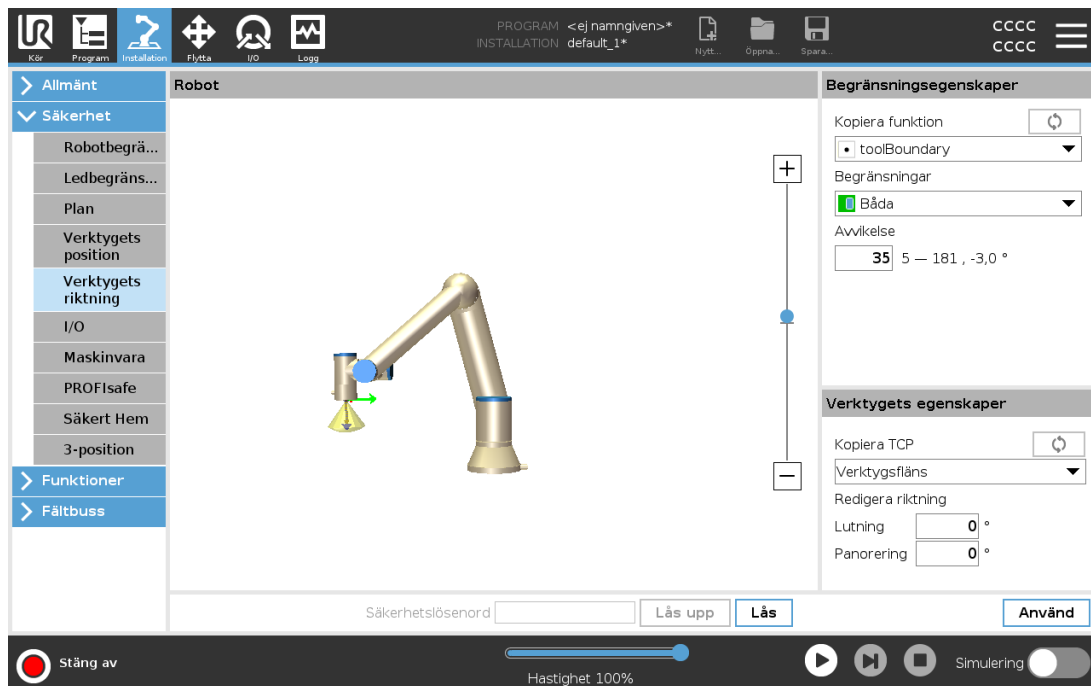 UR
Kör
Program
Installation
Flytta
I/O
Logg
PROGRAM <ej namngiven>*
INSTALLATION default_1*
Nytt...
Öppna...
Spara...
CCCC
CCCC
Allmänt
Säkerhet
Robotbegrä...
Ledbegräns...
Plan
Verktygets
position
Verktygets
riktning
I/O
Maskinvara
PROFIsafe
Säkert Hem
3-position
Funktioner
Fältbuss
Robot
Begränsningsegenskaper
Kopiera funktion
toolBoundary
Begränsningar
Båda
Avvikelse
35 5 — 181 , -3,0 °
Verktygets egenskaper
Kopiera TCP
Verktygsfläns
Redigera riktning
Lutning 0 °
Panorering 0 °
Säkerhetslösenord
Lås upp
Lås
Använd
Stäng av
Hastighet 100%
Simulering